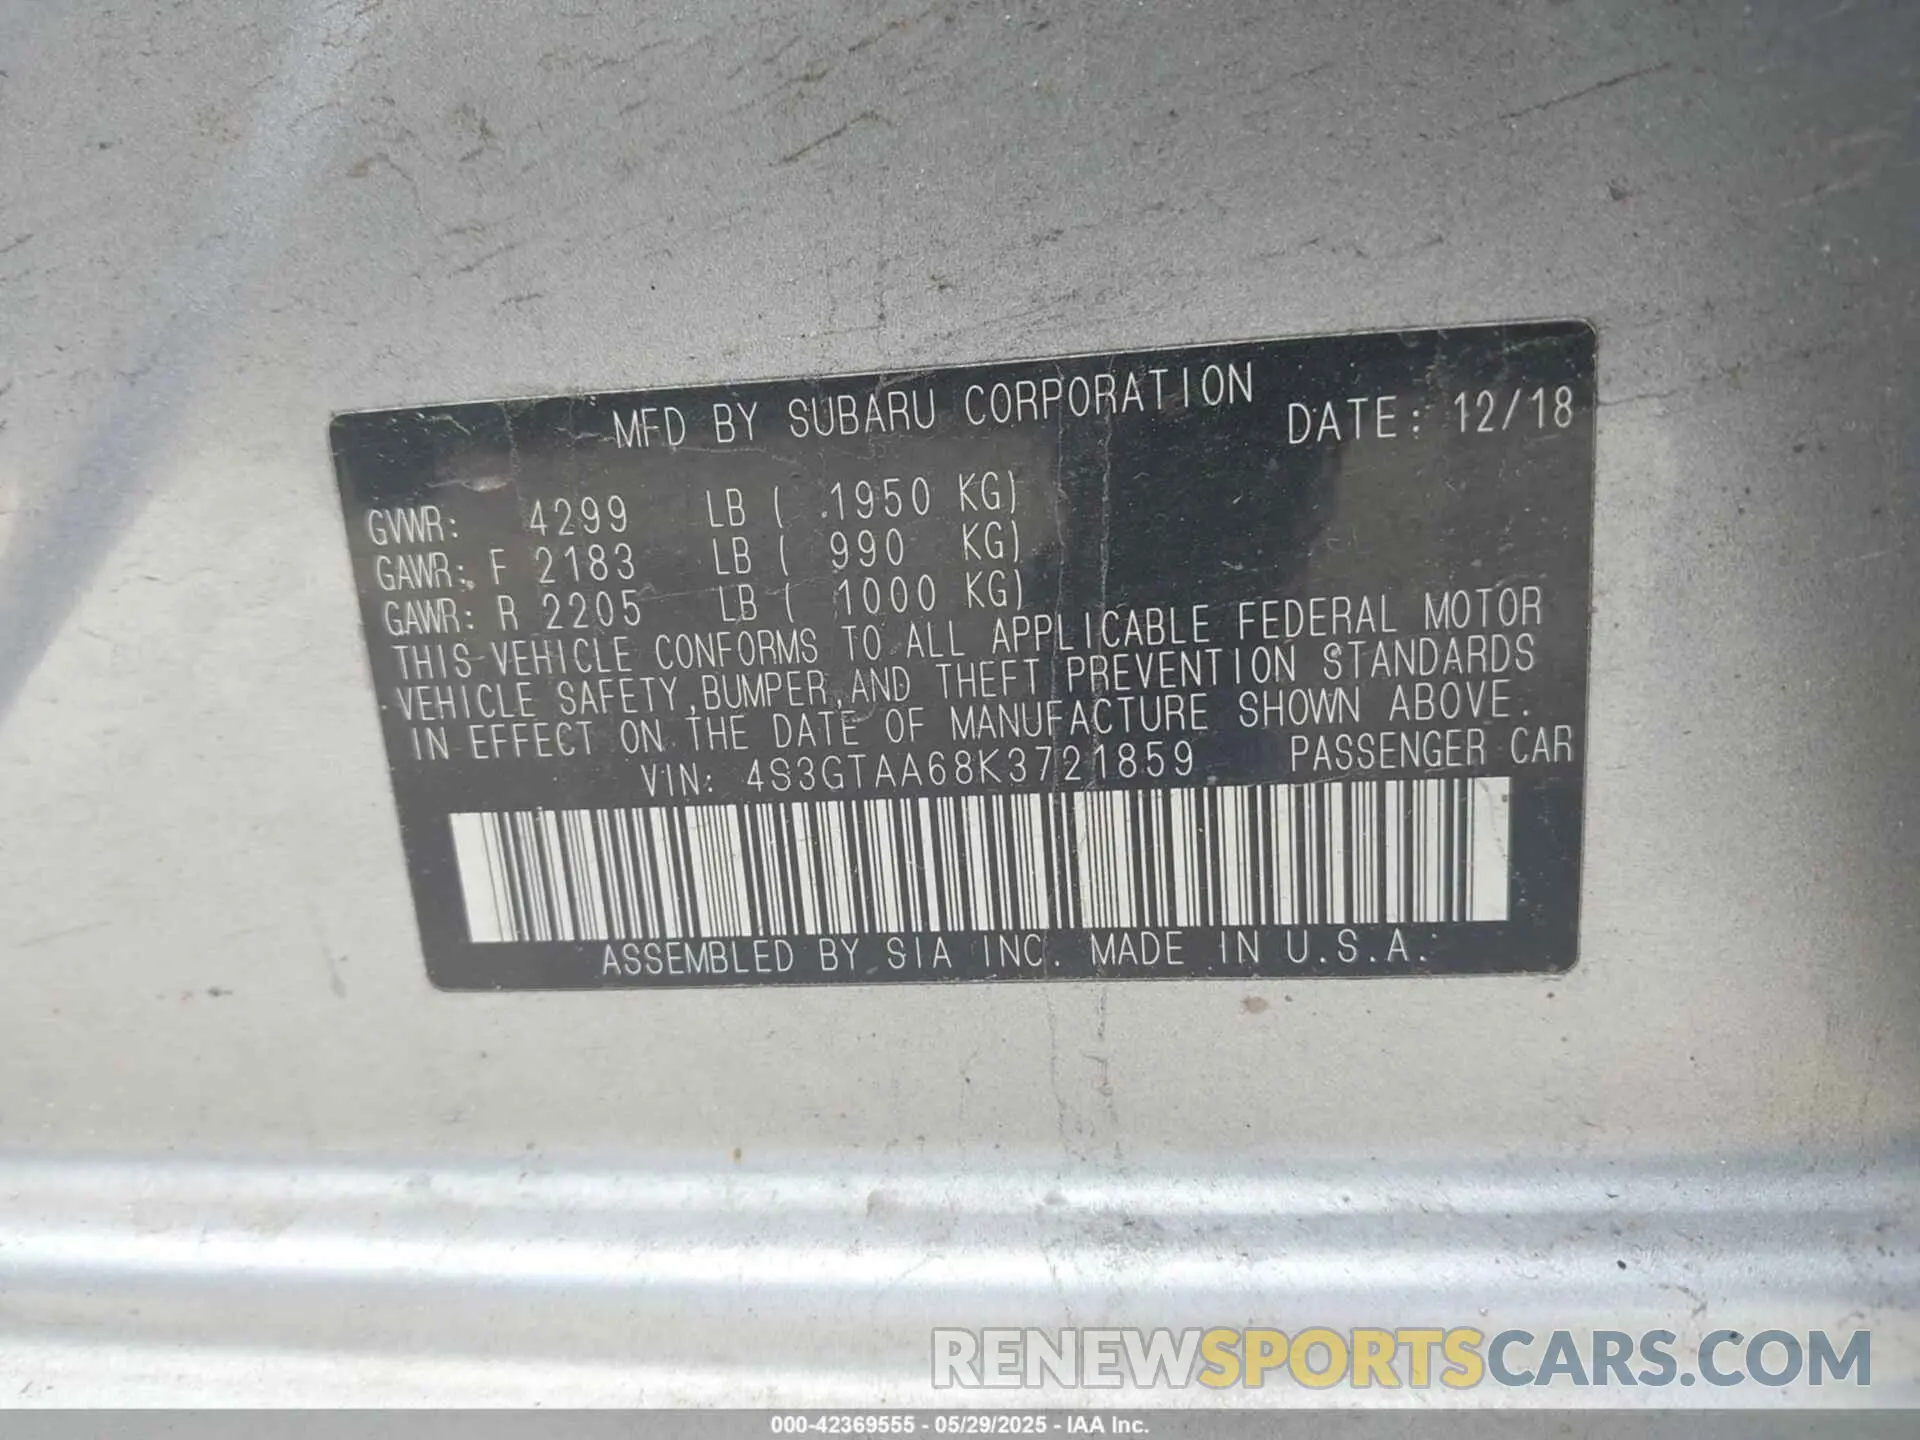 MFD BY SUBARU CORPORATION DATE: 12/18
GVWR: 4299 LB ( 1950 KG)
GAWR: F 2183 LB ( 990 KG)
GAWR: R 2205 LB ( 1000 KG)
THIS VEHICLE CONFORMS TO ALL APPLICABLE FEDERAL MOTOR
VEHICLE SAFETY, BUMPER, AND THEFT PREVENTION STANDARDS
IN EFFECT ON THE DATE OF MANUFACTURE SHOWN ABOVE.
VIN: 4S3GTAA68K3721859 PASSENGER CAR
ASSEMBLED BY SIA INC. MADE IN U.S.A.
RENEWSPORTSCARS.COM
000-42369555 - 05/29/2025 - IAA Inc.